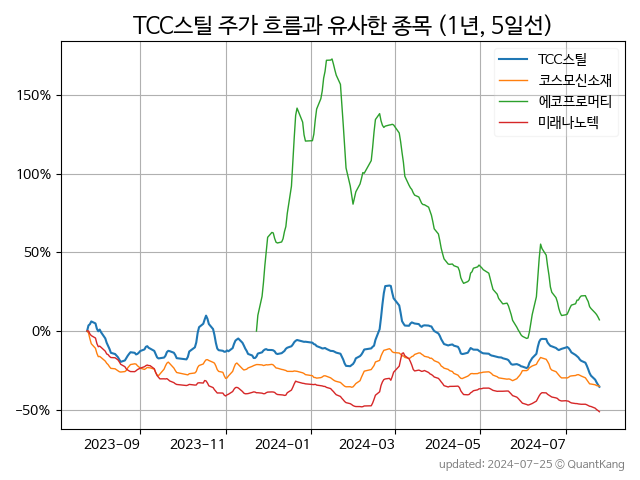 TCC스틸 주가 흐름과 유사한 종목 (1년, 5일선)
TCC스틸
코스모신소재
에코프로머티
미래나노텍
150%
100%
50%
0%
−50%
2023-09
2023-11
2024-01
2024-03
2024-05
2024-07
updated: 2024-07-25 © QuantKang